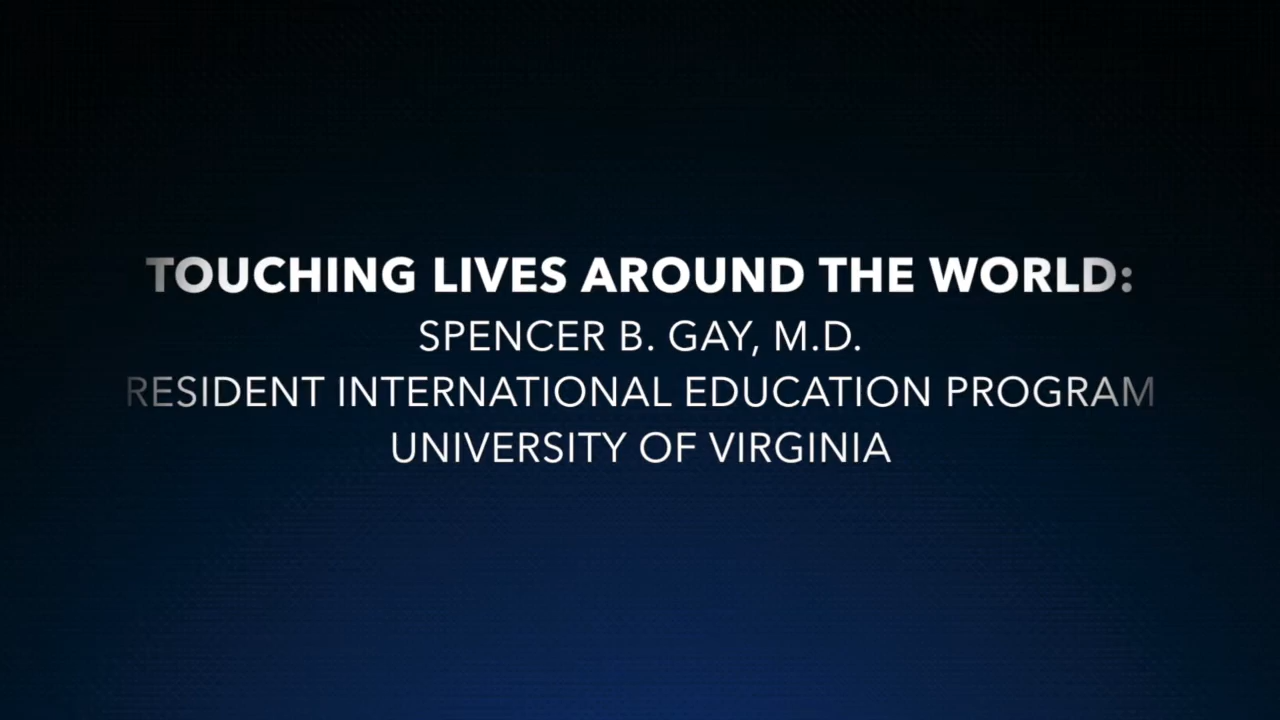 TOUCHING LIVES AROUND THE WORLD:
SPENCER B. GAY, M.D.
RESIDENT INTERNATIONAL EDUCATION PROGRAM
UNIVERSITY OF VIRGINIA